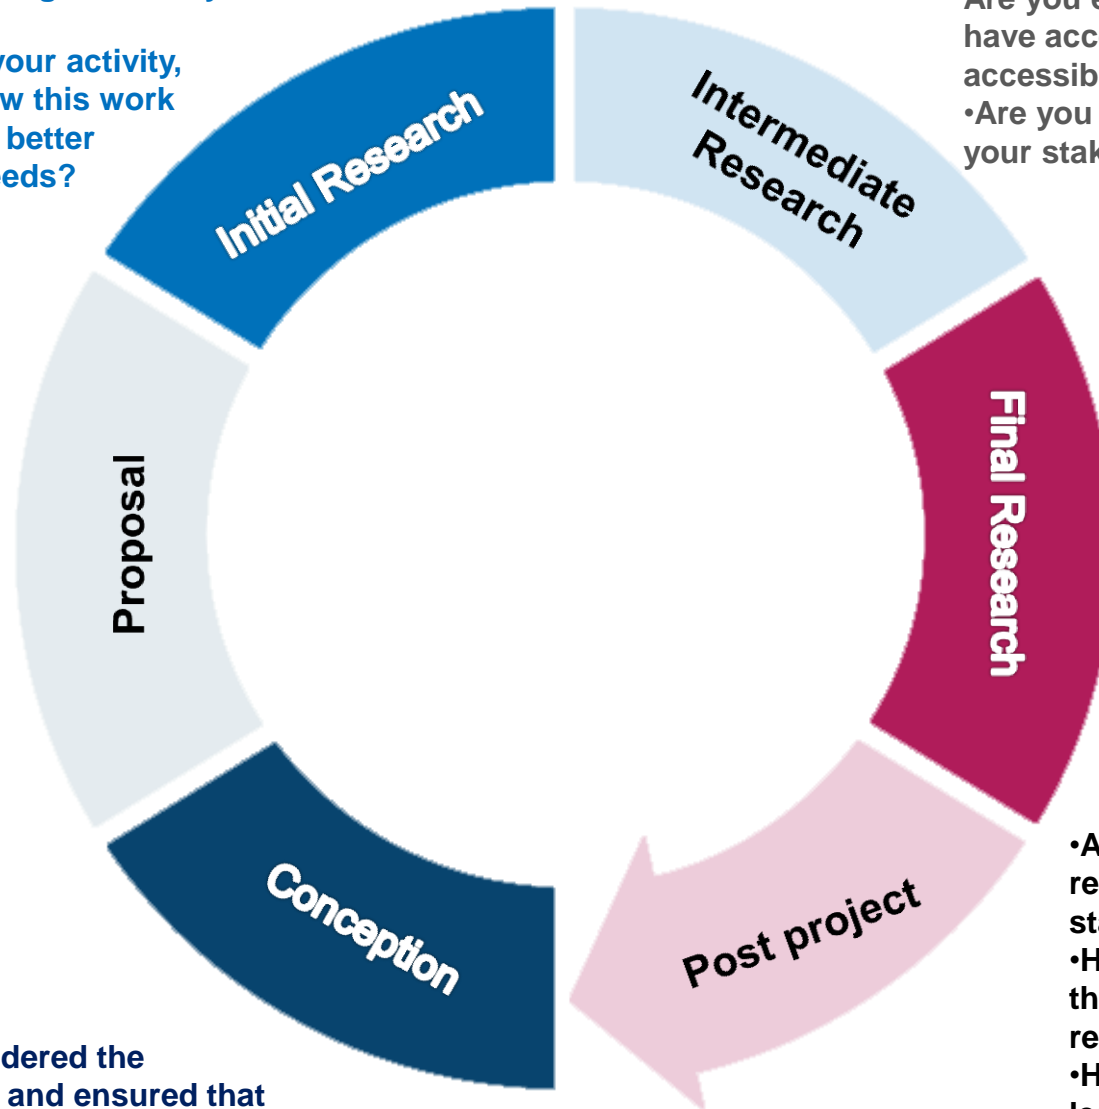 your activity,
w this work
better
eds?
have acc
accessib
•Are you
your stak
Initial Research
Intermediate
Research
Final Research
Proposal
Conception
Post project
•A
re
sta
•H
th
re
•H
dered the
and ensured that